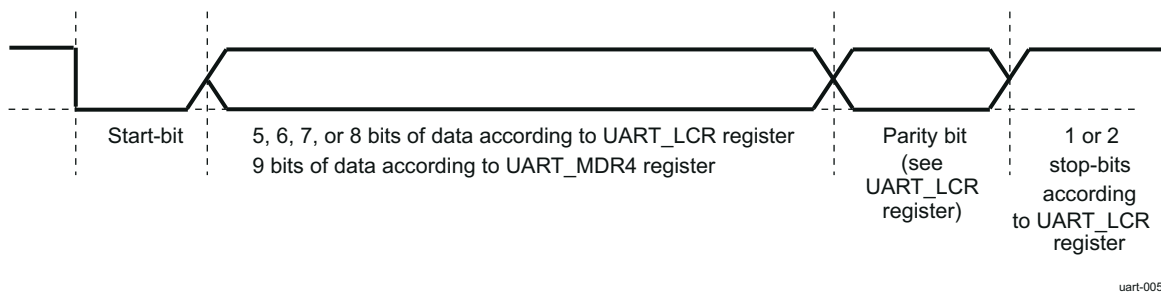 Start-bit
5, 6, 7, or 8 bits of data according to UART_LCR register
9 bits of data according to UART_MDR4 register
Parity bit
(see
UART_LCR
register)
1 or 2
stop-bits
according
to UART_LCR
register
uart-005